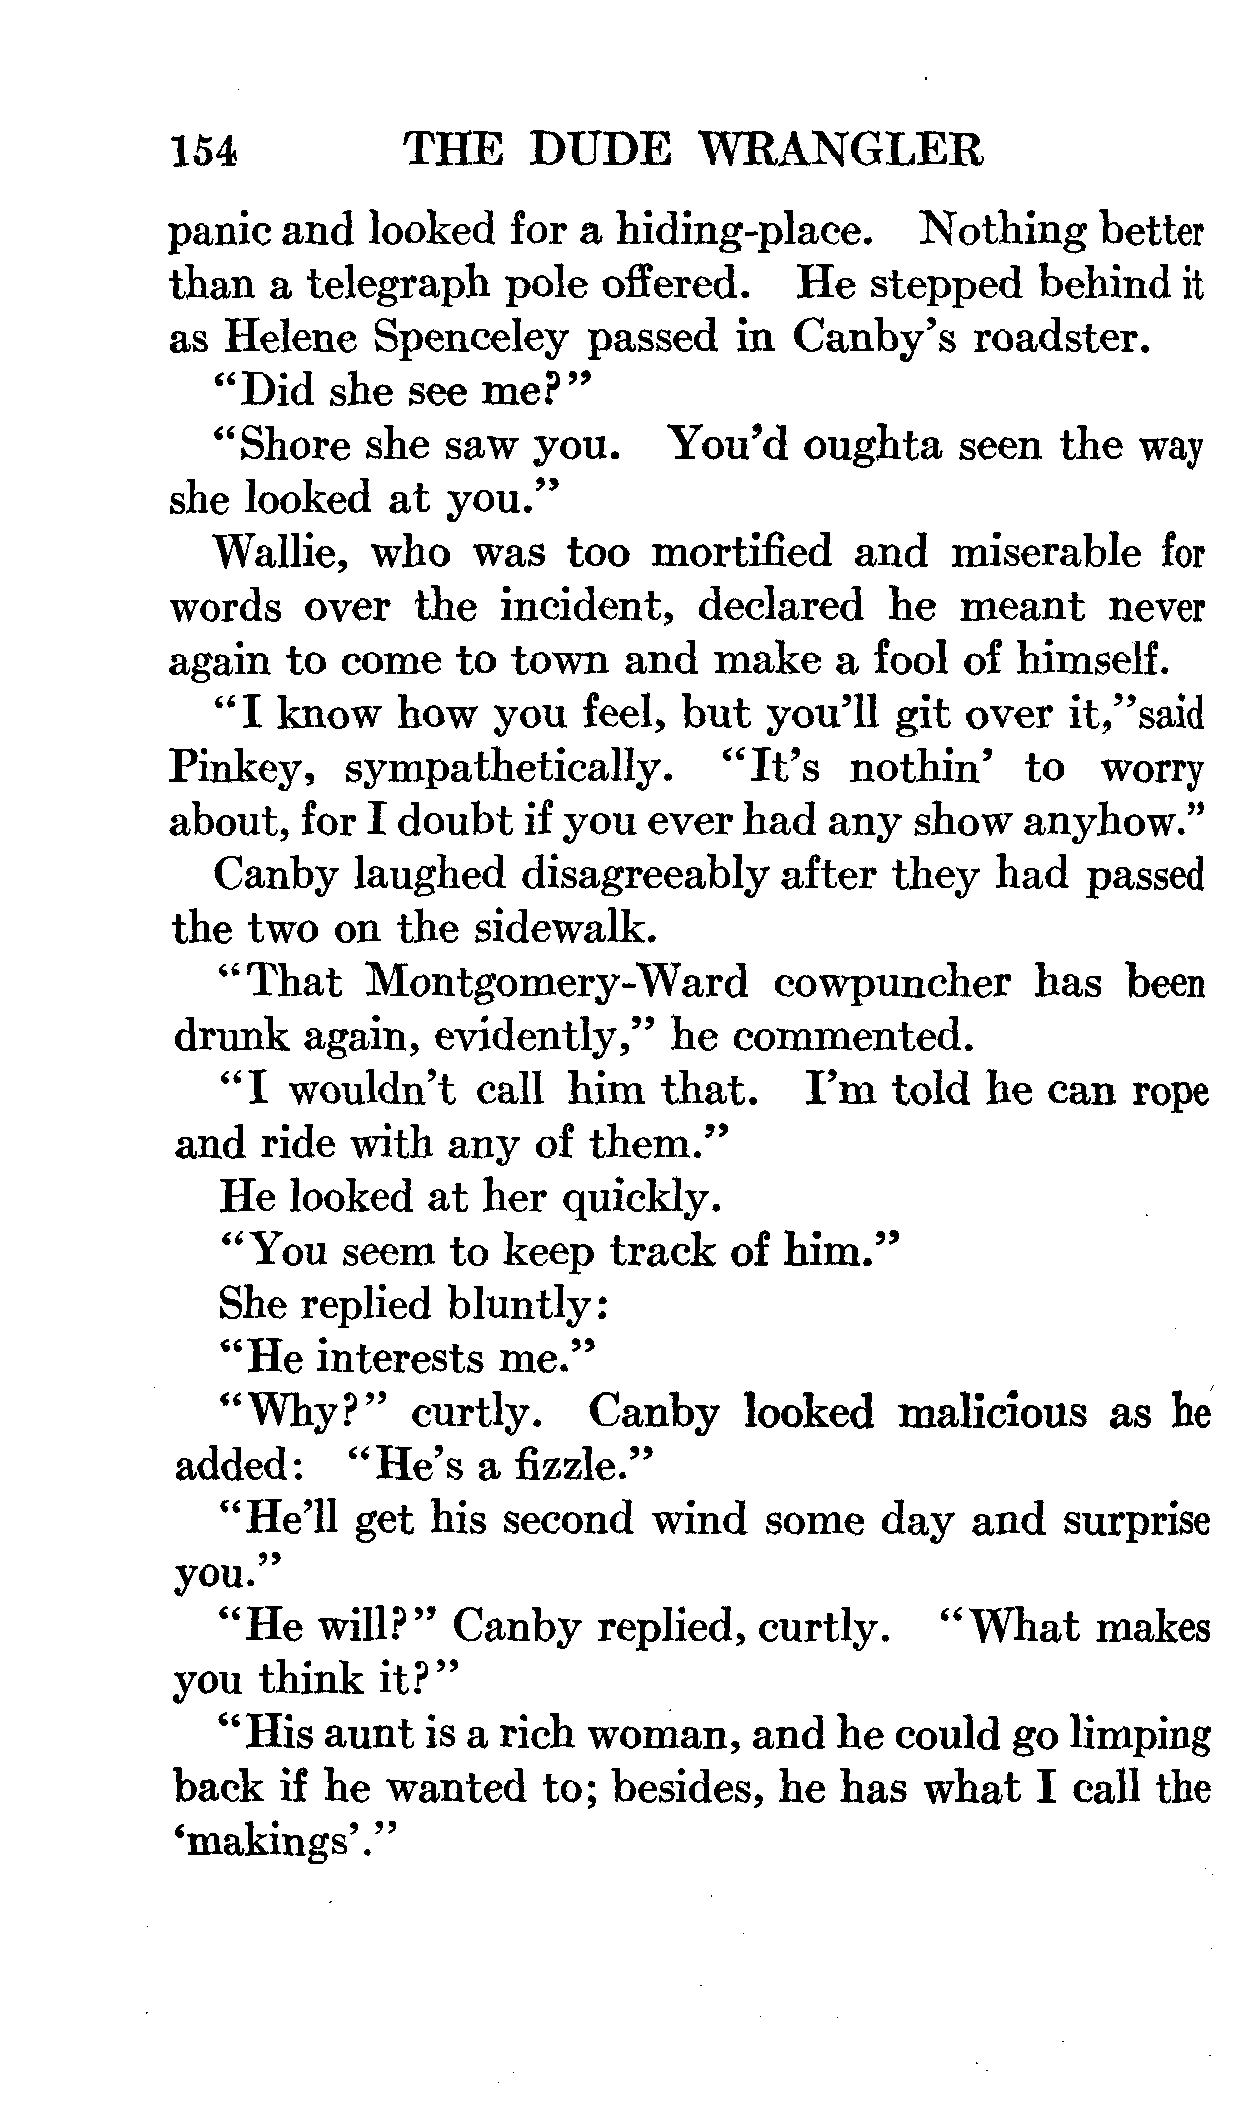 154 THE DUDE WRANGLER
panic and looked for a hiding-place. Nothing better
than a telegraph pole offered. He stepped behind it
as Helene Spenceley passed in Canby's roadster.
"Did she see me?"
"Shore she saw you. You'd oughta seen the way
she looked at you."
Wallie, who was too mortified and miserable for
words over the incident, declared he meant never
again to come to town and make a fool of himself.
"I know how you feel, but you'll git over it,"said
Pinkey, sympathetically. "It's nothin' to worry
about, for I doubt if you ever had any show anyhow."
Canby laughed disagreeably after they had passed
the two on the sidewalk.
"That Montgomery-Ward cowpuncher has been
drunk again, evidently," he commented.
"I wouldn't call him that. I'm told he can rope
and ride with any of them."
He looked at her quickly.
"You seem to keep track of him."
She replied bluntly:
"He interests me."
"Why?" curtly. Canby looked malicious as he
added: "He's a fizzle."
"He'll get his second wind some day and surprise
you."
"He will?" Canby replied, curtly. "What makes
you think it?"
"His aunt is a rich woman, and he could go limping
back if he wanted to; besides, he has what I call the
'makings'."